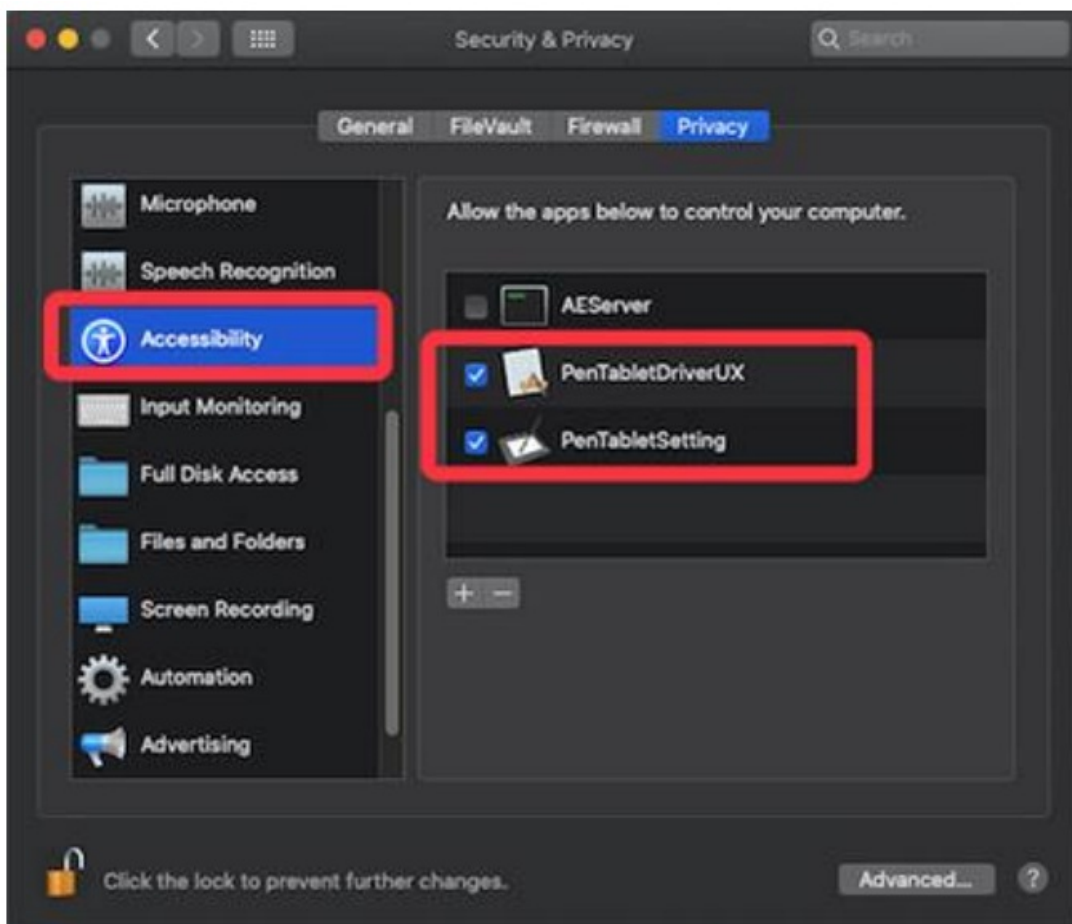 Security & Privacy
Search
General
FileVault
Firewall
Privacy
Microphone
Speech Recognition
Accessibility
Input Monitoring
Full Disk Access
Files and Folders
Screen Recording
Automation
Advertising
Allow the apps below to control your computer.
AEServer
PenTabletDriverUX
PenTabletSetting
+ −
Click the lock to prevent further changes.
Advanced...
?